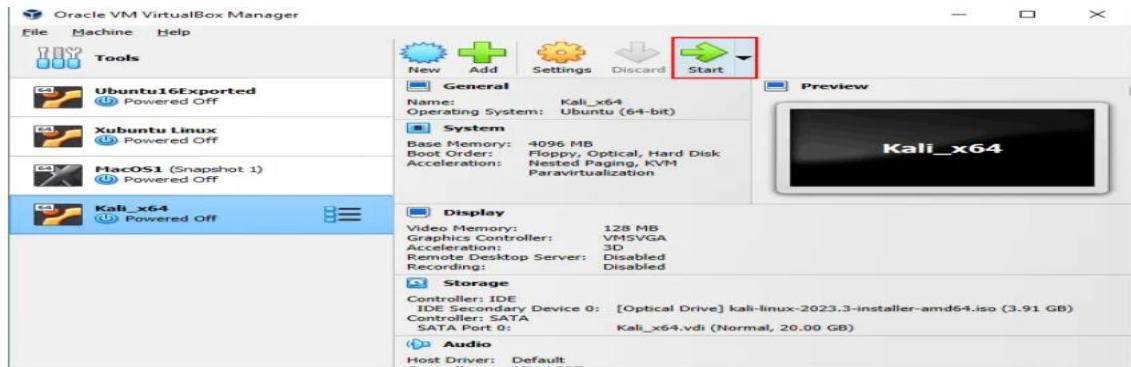 Oracle VM VirtualBox Manager
File Machine Help
Tools
New Add Settings Discard Start
64 Ubuntu16Exported
Powered Off
64 Xubuntu Linux
Powered Off
64 MacOS1 (Snapshot 1)
Powered Off
64 Kali_x64
Powered Off
General
Name: Kali_x64
Operating System: Ubuntu (64-bit)
System
Base Memory: 4096 MB
Boot Order: Floppy, Optical, Hard Disk
Acceleration: Nested Paging, KVM
Paravirtualization
Preview
Kali_x64
Display
Video Memory: 128 MB
Graphics Controller: VMSVGA
Acceleration: 3D
Remote Desktop Server: Disabled
Recording: Disabled
Storage
Controller: IDE
IDE Secondary Device 0: [Optical Drive] kali-linux-2023.3-installer-amd64.iso (3.91 GB)
Controller: SATA
SATA Port 0: Kali_x64.vdi (Normal, 20.00 GB)
Audio
Host Driver: Default